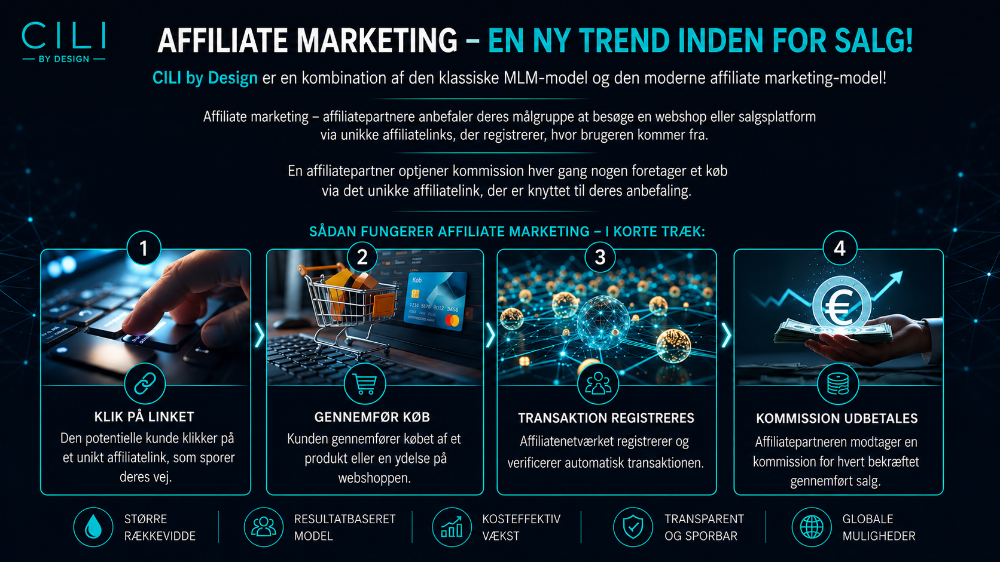 CILI
BY DESIGN
AFFILIATE MARKETING – EN NY TREND INDEN FOR SALG!
CILI by Design er en kombination af den klassiske MLM-model og den moderne affiliate marketing-model!
Affiliate marketing – affiliatepartnere anbefaler deres målgruppe at besøge en webshop eller salgsplatform
via unikke affiliatelinks, der registrerer, hvor brugeren kommer fra.
En affiliatepartner optjener kommission hver gang nogen foretager et køb
via det unikke affiliatelink, der er knyttet til deres anbefaling.
SÅDAN FUNGERER AFFILIATE MARKETING – I KORTE TRÆK:
1
KLIK PÅ LINKET
Den potentielle kunde klikker på
et unikt affiliatelink, som sporer
deres vej.
2
Kob
9012 3456
GENNEMFØR KØB
Kunden gennemfører købet af et
produkt eller en ydelse på
webshoppen.
3
TRANSAKTION REGISTRERES
Affiliatenetværket registrerer og
verificerer automatisk transaktionen.
4
€
KOMMISSION UDBETALES
Affiliatepartneren modtager en
kommission for hvert bekræftet
gennemført salg.
STØRRE
RÆKKEVIDDE
RESULTATBASERET
MODEL
KOSTEFFEKTIV
VÆKST
TRANSPARENT
OG SPORBAR
GLOBALE
MULIGHEDER